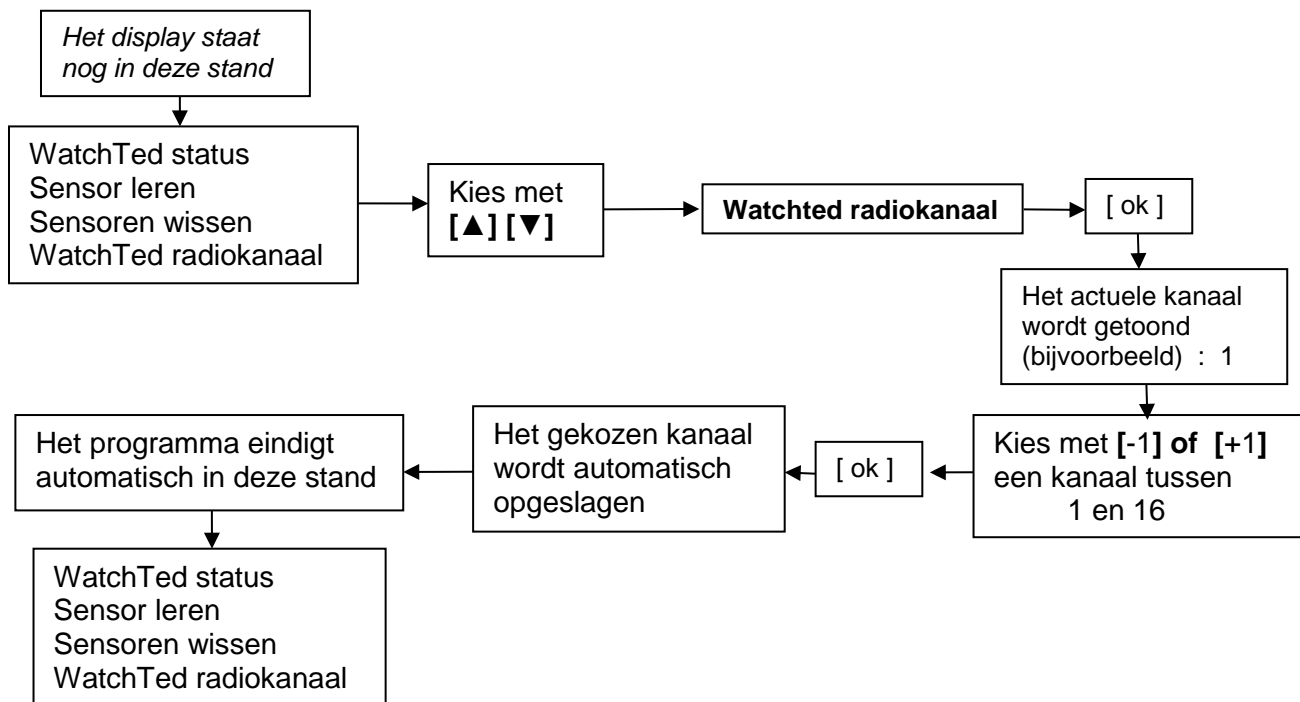 Het display staat
nog in deze stand
WatchTed status
Sensor leren
Sensoren wissen
WatchTed radiokanaal
Kies met
[▲] [▼]
Watchted radiokanaal
[ ok ]
Het actuele kanaal
wordt getoond
(bijvoorbeeld) : 1
Kies met [-1] of [+1]
een kanaal tussen
1 en 16
[ ok ]
Het gekozen kanaal
wordt automatisch
opgeslagen
Het programma eindigt
automatisch in deze stand
WatchTed status
Sensor leren
Sensoren wissen
WatchTed radiokanaal